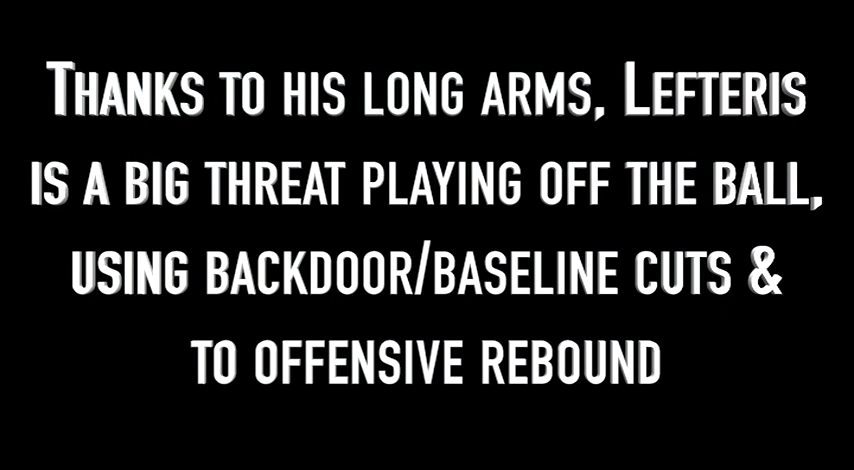 Thanks to his long arms, Lefteris
is a big threat playing off the ball,
using backdoor/baseline cuts &
to offensive rebound